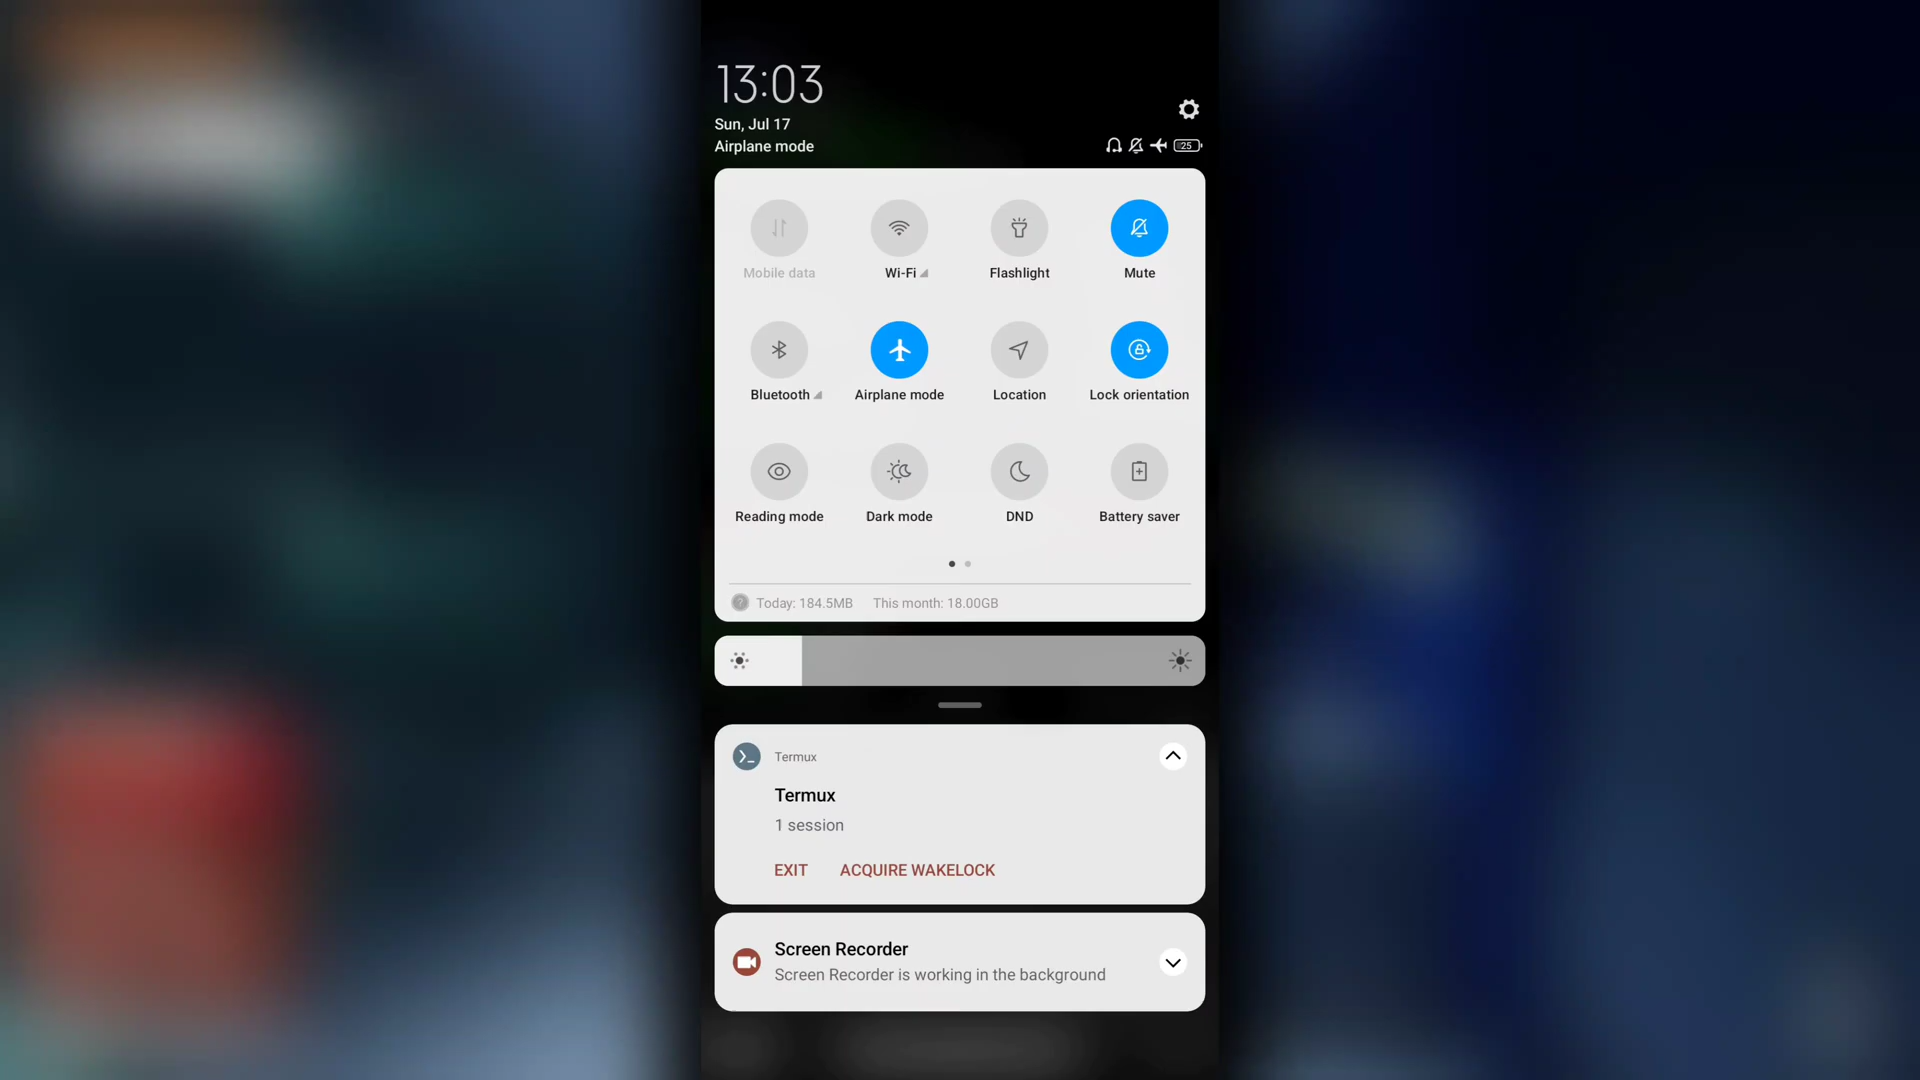 13:03
Sun, Jul 17
Airplane mode
25
Mobile data
Wi-Fi
Flashlight
Mute
Bluetooth
Airplane mode
Location
Lock orientation
Reading mode
Dark mode
DND
Battery saver
? Today: 184.5MB This month: 18.00GB
Termux
Termux
1 session
EXIT ACQUIRE WAKELOCK
Screen Recorder
Screen Recorder is working in the background